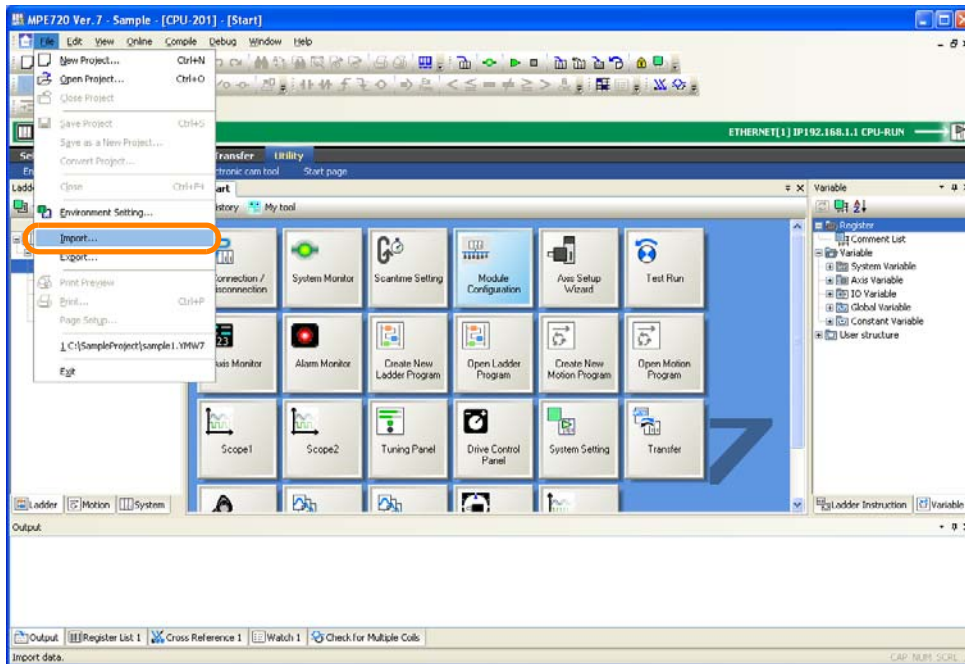 MPE720 Ver. 7 - Sample - [CPU-201] - [Start]
File Edit View Online Compile Debug Window Help
New Project... Ctrl+N
Open Project... Ctrl+O
Close Project
Save Project Ctrl+S
Save as a New Project...
Convert Project...
Close Ctrl+F4
Environment Setting...
Import...
Export...
Print Preview
Print... Ctrl+P
Page Setup...
1 C:\SampleProject\sample1.YMW7
Exit
ETHERNET[1] IP192.168.1.1 CPU-RUN
Transfer Utility
ctronic cam tool Start page
Ladde
art
istory My tool
onnection /
isconnection
System Monitor
Scantime Setting
Module
Configuration
Axis Setup
Wizard
Test Run
xis Monitor
Alarm Monitor
Create New
Ladder Program
Open Ladder
Program
Create New
Motion Program
Open Motion
Program
Scope1
Scope2
Tuning Panel
Drive Control
Panel
System Setting
Transfer
7
Variable
Register
Comment List
Variable
System Variable
Axis Variable
IO Variable
Global Variable
Constant Variable
User structure
Ladder Motion System
Ladder Instruction Variable
Output
Output Register List 1 Cross Reference 1 Watch 1 Check for Multiple Coils
Import data.
CAP NUM SCRL